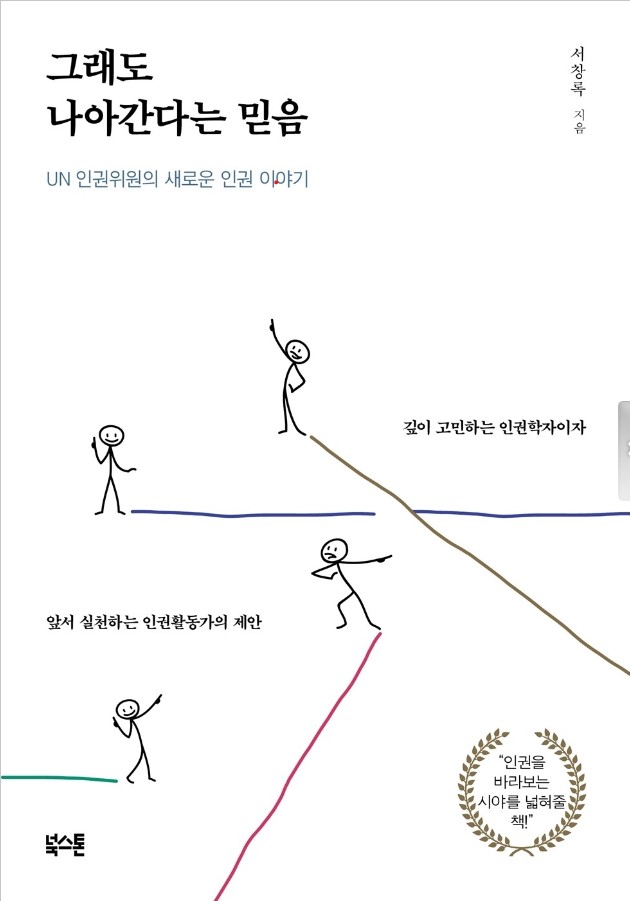 그래도
나아간다는 믿음
서창록 지음
UN 인권위원의 새로운 인권 이야기
깊이 고민하는 인권학자이자
앞서 실천하는 인권활동가의 제안
“인권을
바라보는
시야를 넓혀줄
책!”
북스톤